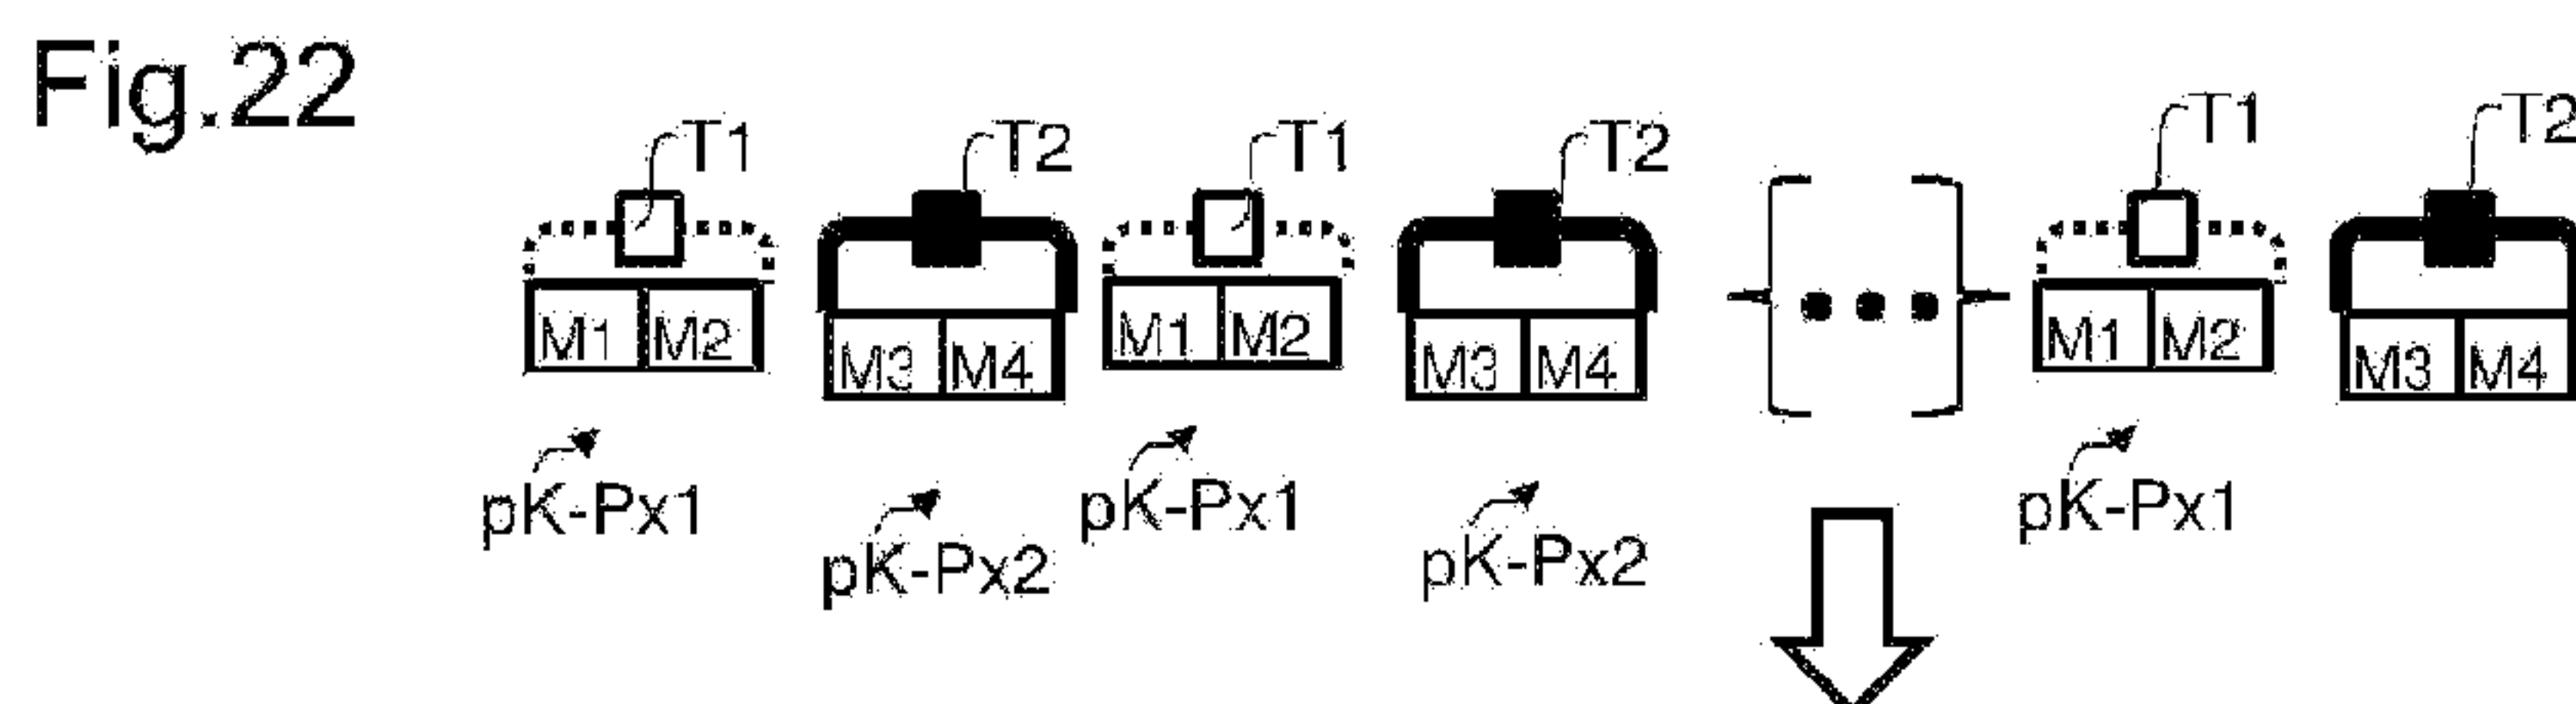 Fig.22
T1 T2 T1 T2 T1 T2
M1 M2 M3 M4 M1 M2 M3 M4 M1 M2 M3 M4
pK-Px1 pK-Px2 pK-Px1 pK-Px2 pK-Px1